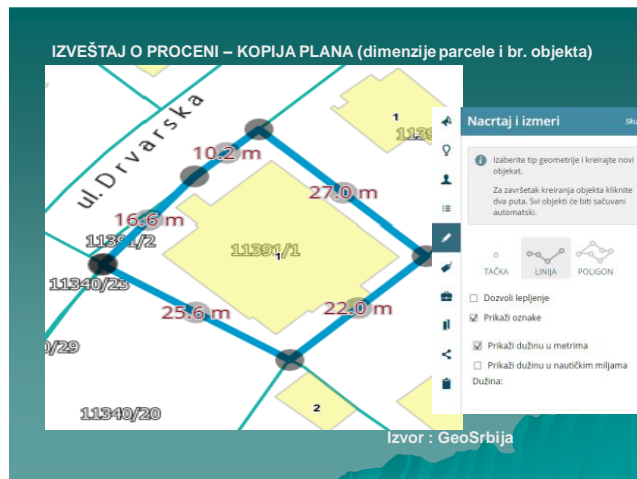 IZVEŠTAJ O PROCENI – KOPIJA PLANA (dimenzije parcele i br. objekta)
ul. Drvarska
10.2 m
27.0 m
16.6 m
25.6 m
22.0 m
1
1139
11391/2
11391/1
1
11340/23
0/29
11340/20
2
Nacrtaj i izmeri
Izaberite tip geometrije i kreirajte novi
objekat.
Za završetak kreiranja objekta kliknite
dva puta. Svi objekti će biti sačuvani
automatski.
TAČKA
LINIJA
POLIGON
Dozvoli lepljenje
Prikaži oznake
Prikaži dužinu u metrima
Prikaži dužinu u nautičkim miljama
Dužina:
Izvor : GeoSrbija